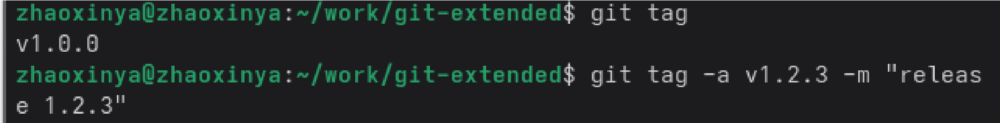 zhaoxinya@zhaoxinya:~/work/git-extended$ git tag
v1.0.0
zhaoxinya@zhaoxinya:~/work/git-extended$ git tag -a v1.2.3 -m "releas
e 1.2.3"